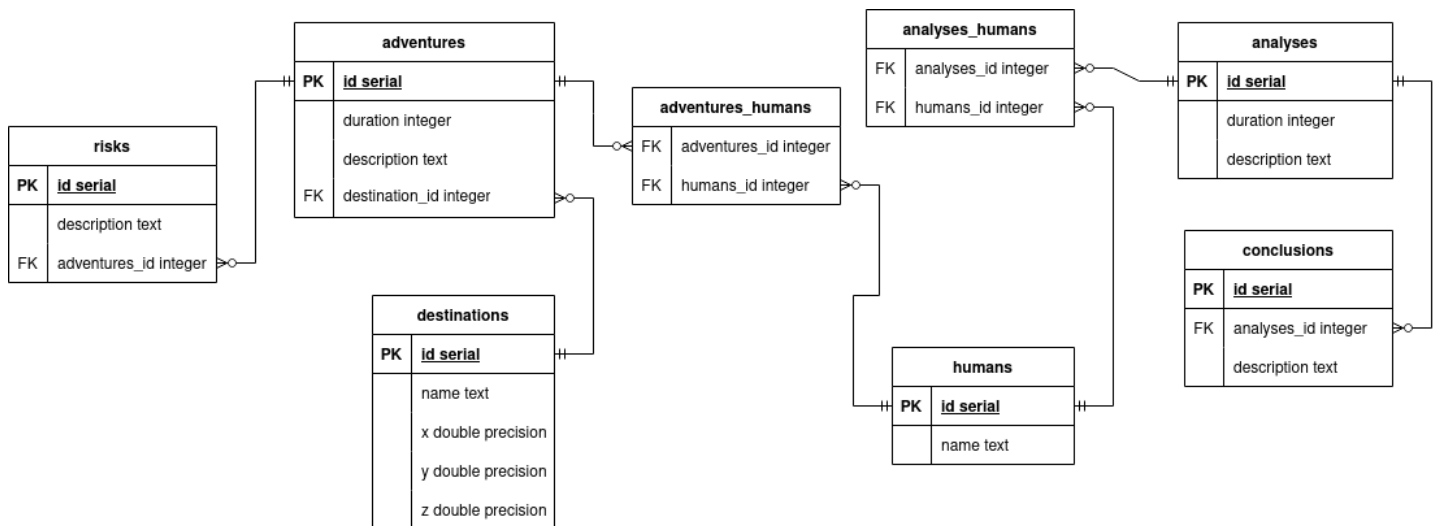 risks
PK id serial
description text
FK adventures_id integer
adventures
PK id serial
duration integer
description text
FK destination_id integer
destinations
PK id serial
name text
x double precision
y double precision
z double precision
adventures_humans
FK adventures_id integer
FK humans_id integer
analyses_humans
FK analyses_id integer
FK humans_id integer
humans
PK id serial
name text
analyses
PK id serial
duration integer
description text
conclusions
PK id serial
FK analyses_id integer
description text